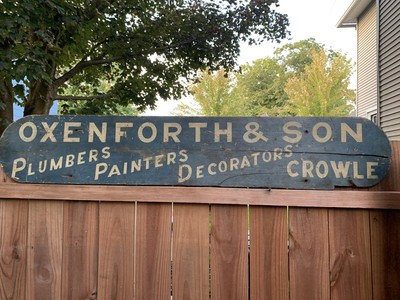 OXENFORTH & SON
PLUMBERS PAINTERS DECORATORS CROWLE